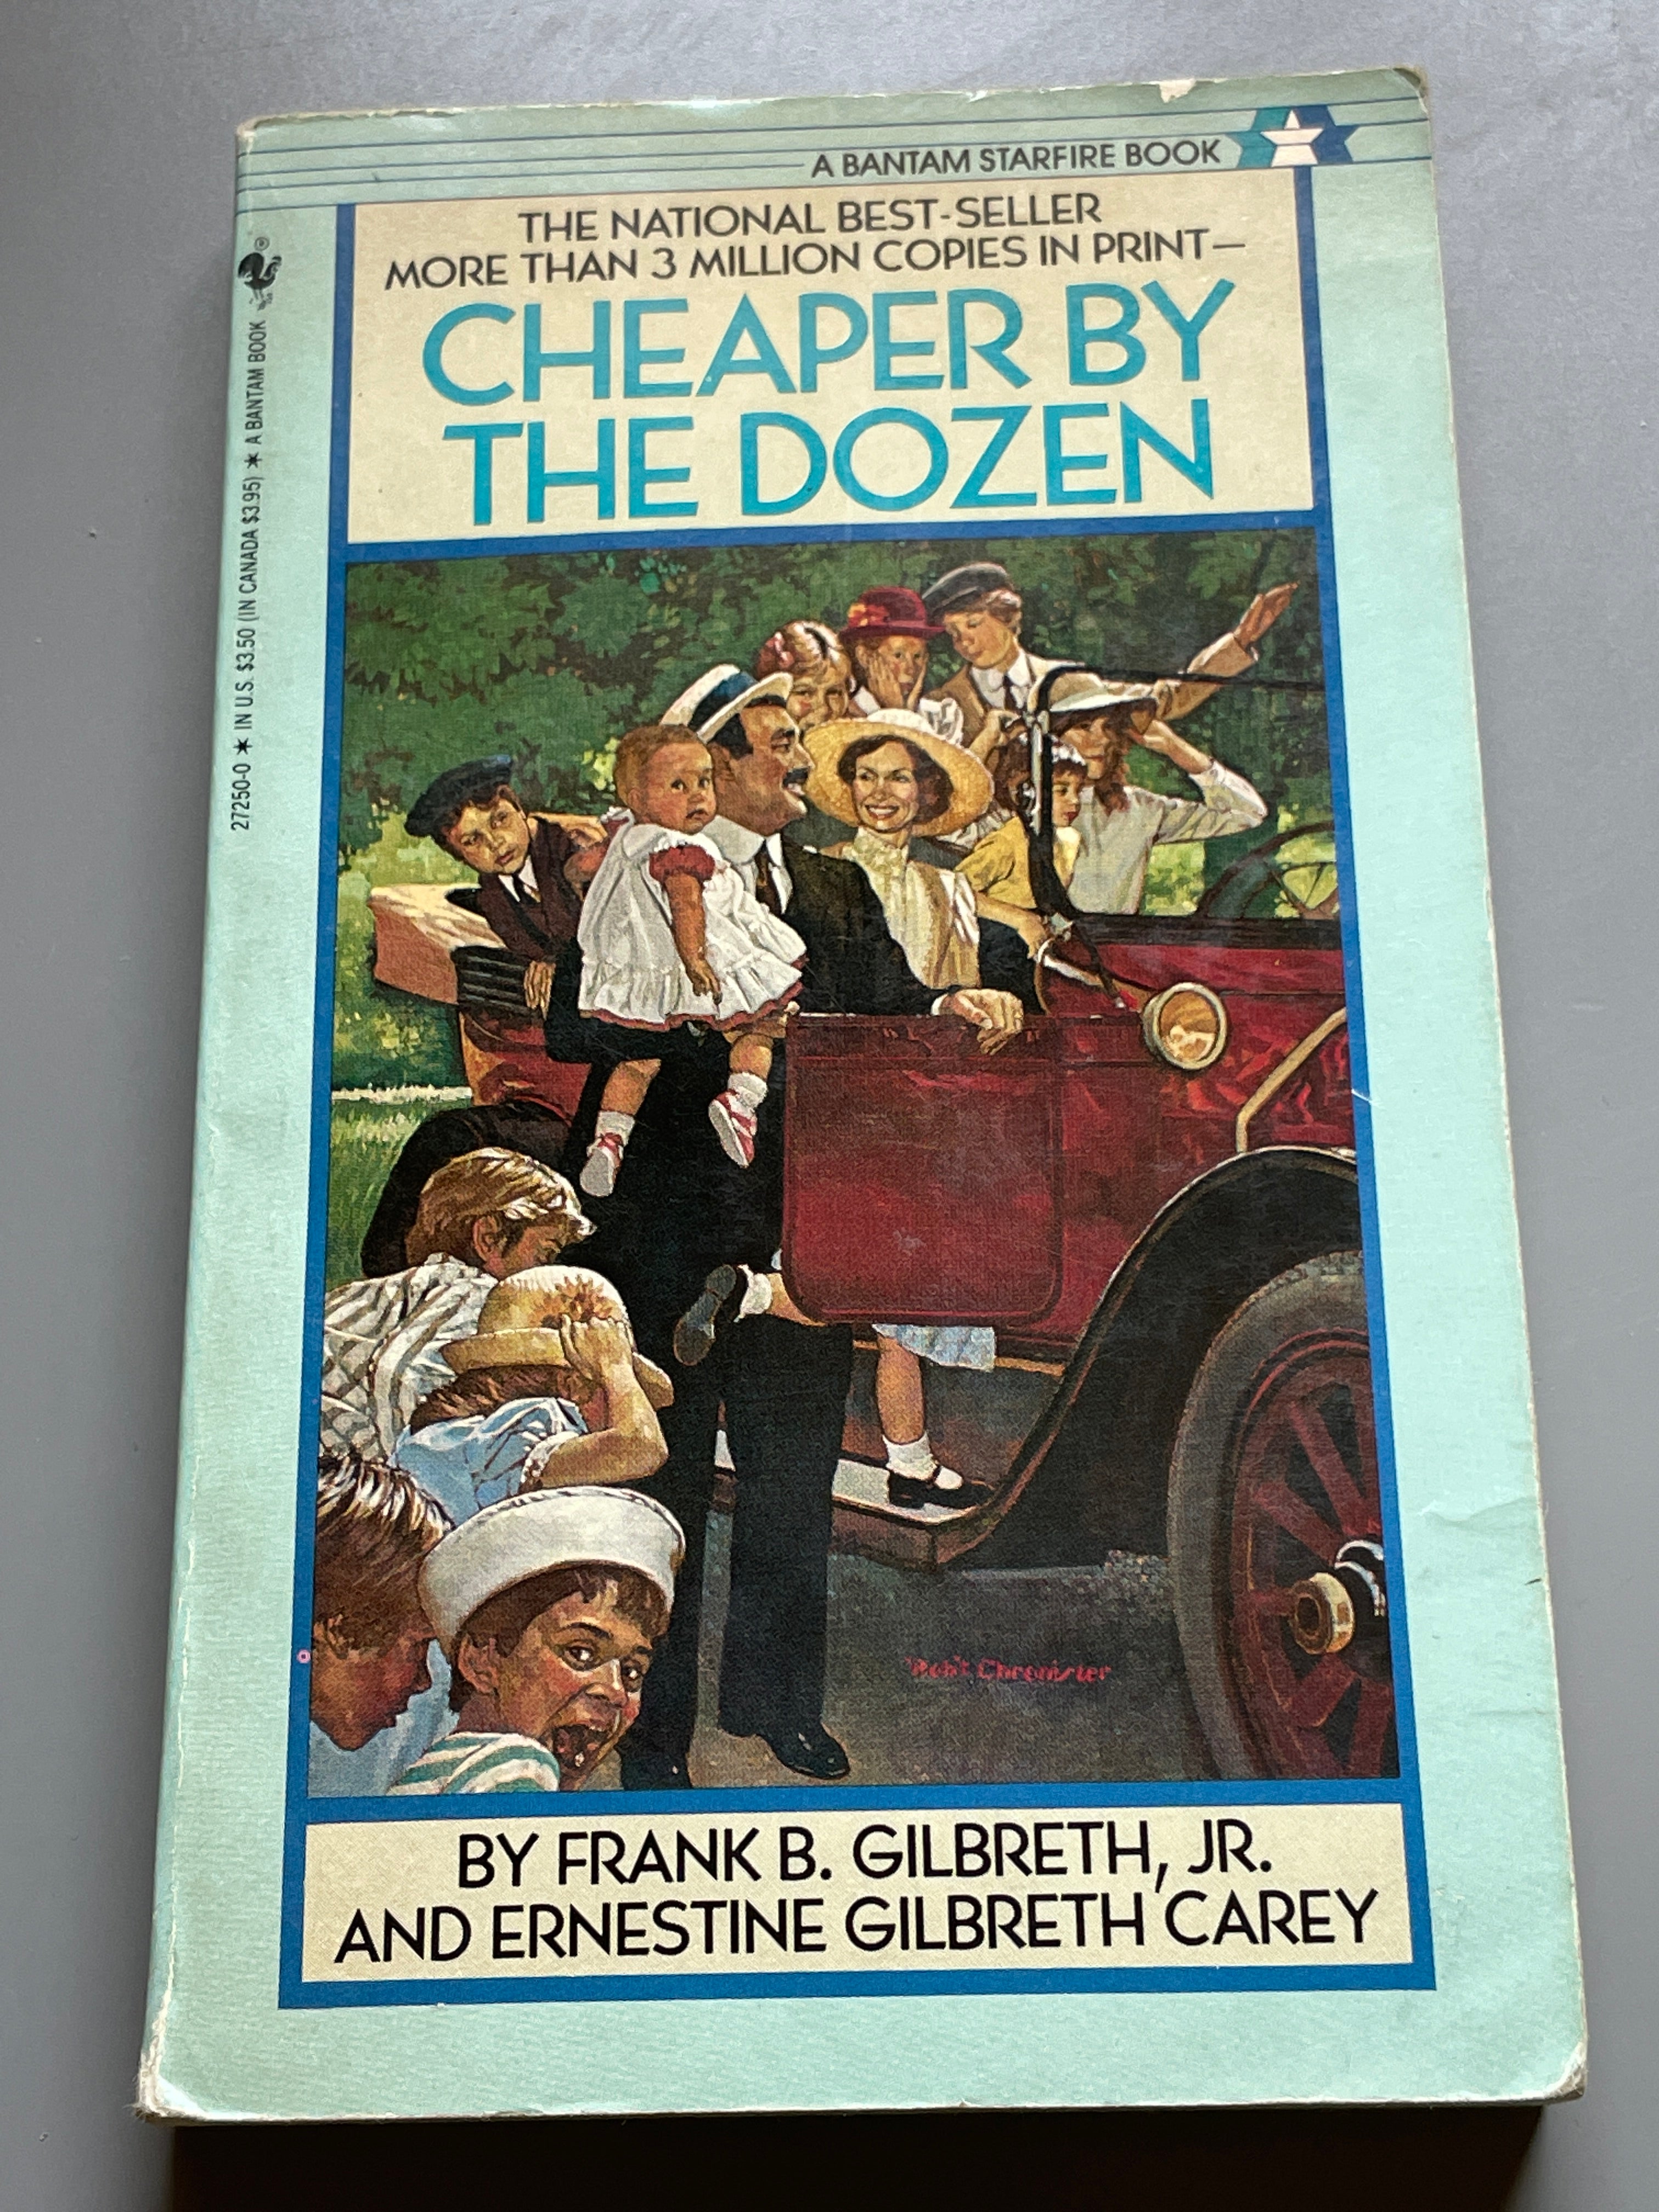 A BANTAM STARFIRE BOOK
THE NATIONAL BEST-SELLER
MORE THAN 3 MILLION COPIES IN PRINT—
CHEAPER BY
THE DOZEN
27250-0 ★ IN U.S. $3.50 (IN CANADA $3.95) ★ A BANTAM BOOK
®
Chronister
BY FRANK B. GILBRETH, JR.
AND ERNESTINE GILBRETH CAREY